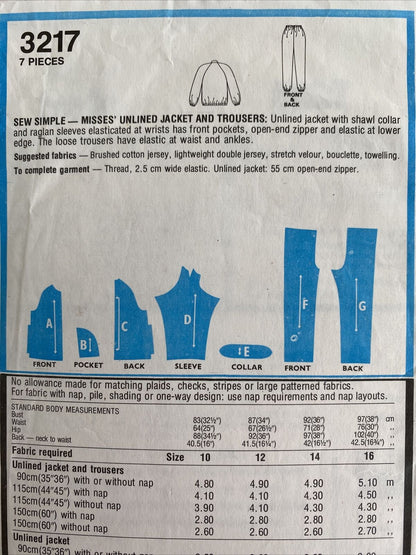 3217
7 PIECES
FRONT
&
BACK
SEW SIMPLE — MISSES' UNLINED JACKET AND TROUSERS: Unlined jacket with shawl collar
and raglan sleeves elasticated at wrists has front pockets, open-end zipper and elastic at lower
edge. The loose trousers have elastic at waist and ankles.
Suggested fabrics — Brushed cotton jersey, lightweight double jersey, stretch velour, bouclette, towelling.
To complete garment — Thread, 2.5 cm wide elastic. Unlined jacket: 55 cm open-end zipper.
A B C D E F G
FRONT POCKET BACK SLEEVE COLLAR FRONT BACK
No allowance made for matching plaids, checks, stripes or large patterned fabrics.
For fabric with nap, pile, shading or one-way design: use nap requirements and nap layouts.
STANDARD BODY MEASUREMENTS
Bust 83(32½") 87(34") 92(36") 97(38") cm
Waist 64(25") 67(26½") 71(28") 76(30") ,,
Hip 88(34½") 92(36") 97(38") 102(40") ,,
Back — neck to waist 40.5(16") 41.5(16¼") 42(16½") 42.5(16¾") ,,
Fabric required Size 10 12 14 16
Unlined jacket and trousers
90cm(35"36") with or without nap 4.80 4.90 4.90 5.10 m
115cm(44"45") with nap 4.10 4.10 4.30 4.50 ,,
115cm(44"45") without nap 3.90 4.10 4.30 4.40 ,,
150cm(60") with nap 2.80 2.80 2.80 2.80 ,,
150cm(60") without nap 2.60 2.60 2.60 2.70 ,,
Unlined jacket
90cm(35"36") with or without nap